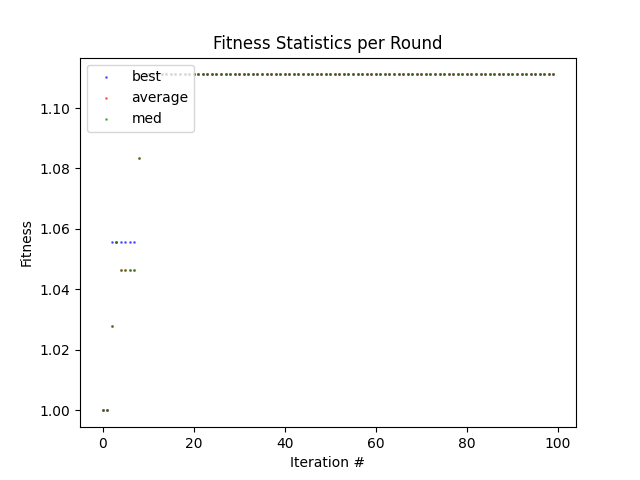 Fitness Statistics per Round
best
average
med
1.10
1.08
1.06
1.04
1.02
1.00
Fitness
0 20 40 60 80 100
Iteration #